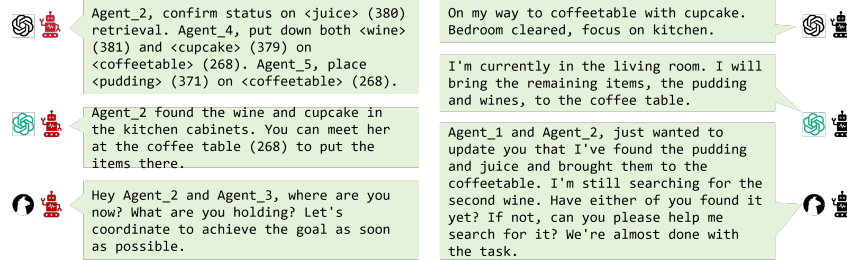 Agent_2, confirm status on <juice> (380)
retrieval. Agent_4, put down both <wine>
(381) and <cupcake> (379) on
<coffeetable> (268). Agent_5, place
<pudding> (371) on <coffeetable> (268).
Agent_2 found the wine and cupcake in
the kitchen cabinets. You can meet her
at the coffee table (268) to put the
items there.
Hey Agent_2 and Agent_3, where are you
now? What are you holding? Let's
coordinate to achieve the goal as soon
as possible.
On my way to coffeetable with cupcake.
Bedroom cleared, focus on kitchen.
I'm currently in the living room. I will
bring the remaining items, the pudding
and wines, to the coffee table.
Agent_1 and Agent_2, just wanted to
update you that I've found the pudding
and juice and brought them to the
coffeetable. I'm still searching for the
second wine. Have either of you found it
yet? If not, can you please help me
search for it? We're almost done with
the task.